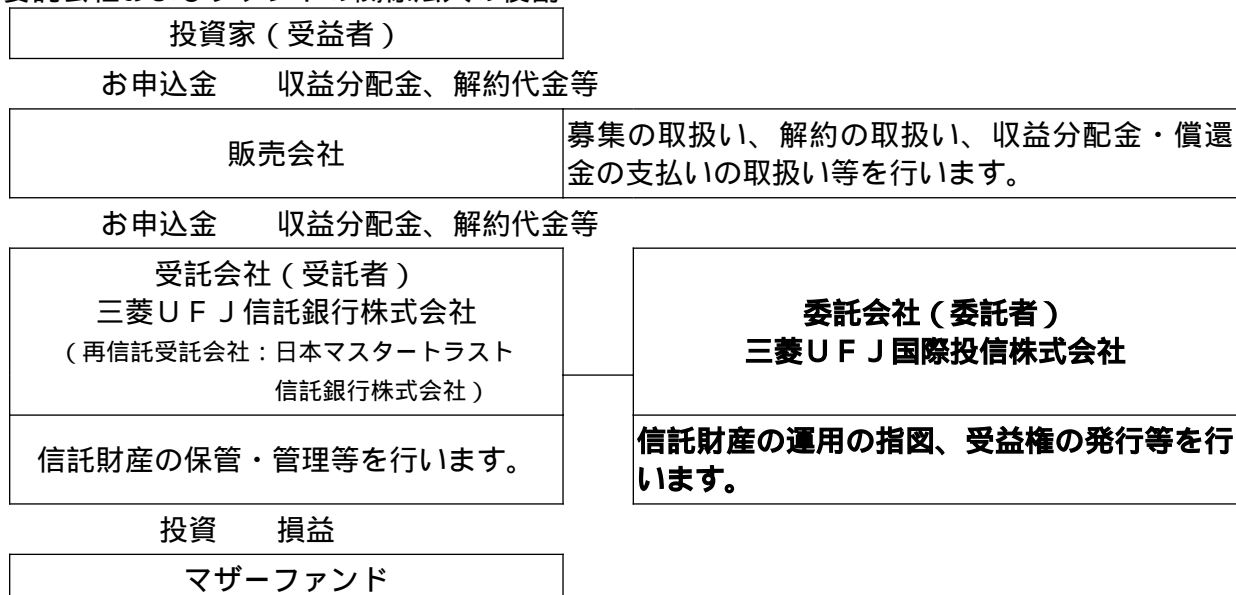 投資家（受益者）
お申込金　　収益分配金、解約代金等
販売会社
募集の取扱い、解約の取扱い、収益分配金・償還
金の支払いの取扱い等を行います。
お申込金　　収益分配金、解約代金等
受託会社（受託者）
三菱ＵＦＪ信託銀行株式会社
（再信託受託会社：日本マスタートラスト
信託銀行株式会社）
委託会社（委託者）
三菱ＵＦＪ国際投信株式会社
信託財産の保管・管理等を行います。
信託財産の運用の指図、受益権の発行等を行
います。
投資　　損益
マザーファンド